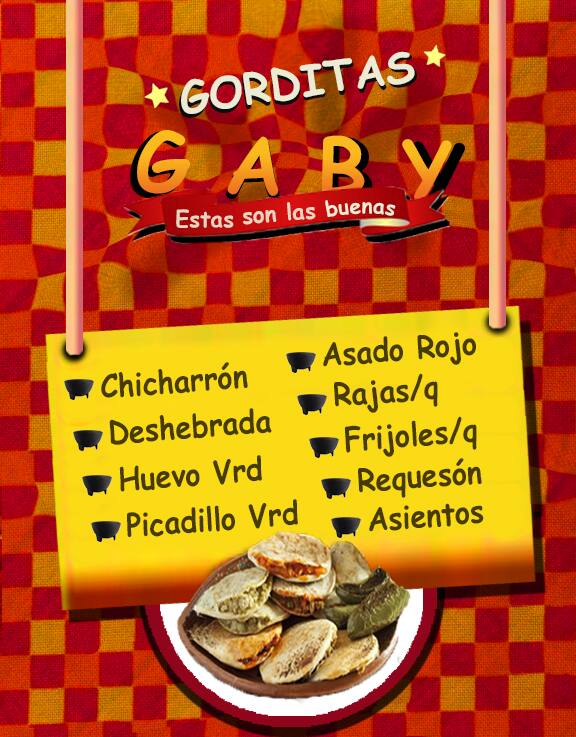 GORDITAS
GABY
Estas son las buenas
Chicharrón
Deshebrada
Huevo Vrd
Picadillo Vrd
Asado Rojo
Rajas/q
Frijoles/q
Requesón
Asientos